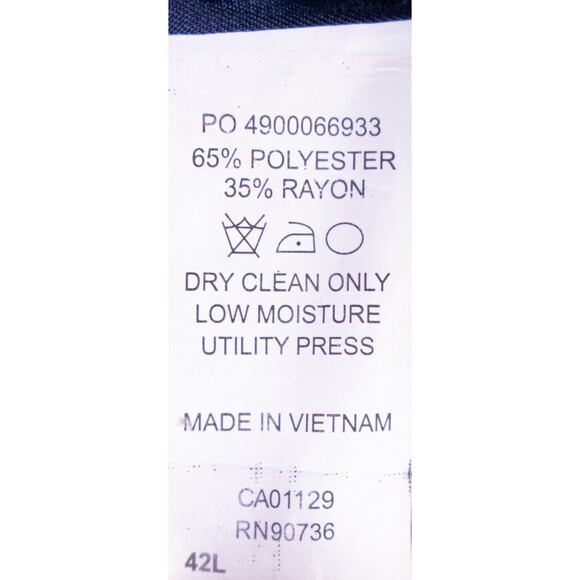 PO 4900066933
65% POLYESTER
35% RAYON
DRY CLEAN ONLY
LOW MOISTURE
UTILITY PRESS
MADE IN VIETNAM
CA01129
RN90736
42L